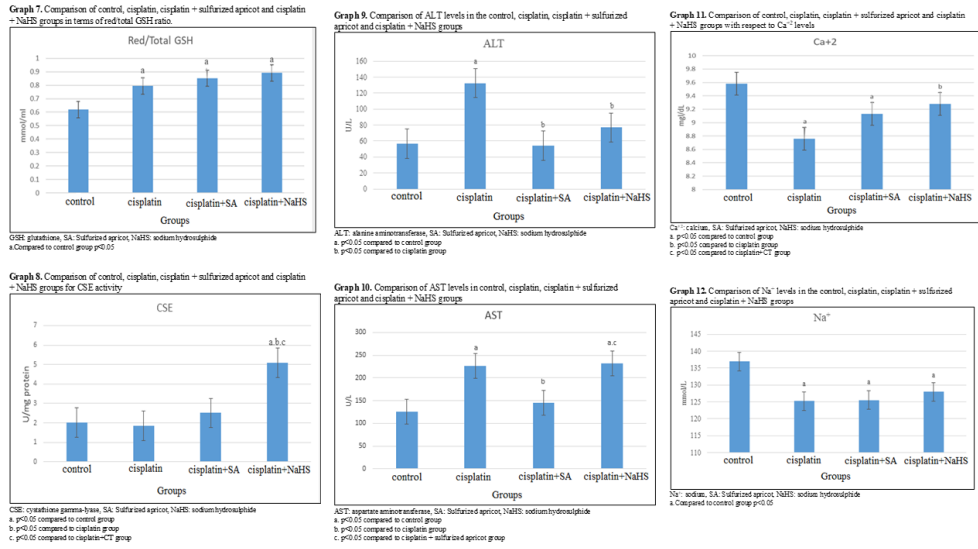 Graph 7. Comparison of control, cisplatin, cisplatin + sulfurized apricot and cisplatin
+ NaHS groups in terms of red/total GSH ratio.
Red/Total GSH
mmol/ml
1
0.9
0.8
0.7
0.6
0.5
0.4
0.3
0.2
0.1
0
a
a
a
control
cisplatin
cisplatin+SA
cisplatin+NaHS
Groups
GSH: glutathione, SA: Sulfurized apricot, NaHS: sodium hydrosulphide
a.Compared to control group p<0.05
Graph 8. Comparison of control, cisplatin, cisplatin + sulfurized apricot and cisplatin
+ NaHS groups for CSE activity
CSE
U/mg protein
7
6
5
4
3
2
1
0
a.b.c
control
cisplatin
cisplatin+SA
cisplatin+NaHS
Groups
CSE: cystathione gamma-lyase, SA: Sulfurized apricot, NaHS: sodium hydrosulphide
a. p<0.05 compared to control group
b. p<0.05 compared to cisplatin group
c. p<0.05 compared to cisplatin+CT group
Graph 9. Comparison of ALT levels in the control, cisplatin, cisplatin + sulfurized
apricot and cisplatin + NaHS groups
ALT
U/L
160
140
120
100
80
60
40
20
0
a
b
b
control
cisplatin
cisplatin+SA
cisplatin+NaHS
Groups
ALT: alanine aminotransferase, SA: Sulfurized apricot, NaHS: sodium hydrosulphide
a. p<0.05 compared to control group
b. p<0.05 compared to cisplatin group
Graph 10. Comparison of AST levels in control, cisplatin, cisplatin + sulfurized
apricot and cisplatin + NaHS groups
AST
U/L
300
250
200
150
100
50
0
a
b
a.c
control
cisplatin
cisplatin+SA
cisplatin+NaHS
Groups
AST: aspartate aminotransferase, SA: Sulfurized apricot, NaHS: sodium hydrosulphide
a. p<0.05 compared to control group
b. p<0.05 compared to cisplatin group
c. p<0.05 compared to cisplatin + sulfurized apricot group
Graph 11. Comparison of control, cisplatin, cisplatin + sulfurized apricot and cisplatin
+ NaHS groups with respect to Ca⁺² levels
Ca+2
mgl/dL
10
9.8
9.6
9.4
9.2
9
8.8
8.6
8.4
8.2
8
a
a
b
control
cisplatin
cisplatin+SA
cisplatin+NaHS
Groups
Ca⁺²: calcium, SA: Sulfurized apricot, NaHS: sodium hydrosulphide
a. p<0.05 compared to control group
b. p<0.05 compared to cisplatin group
c. p<0.05 compared to cisplatin+CT group
Graph 12. Comparison of Na⁺ levels in the control, cisplatin, cisplatin + sulfurized
apricot and cisplatin + NaHS groups
Na⁺
mmol/L
145
140
135
130
125
120
115
110
a
a
a
control
cisplatin
cisplatin+SA
cisplatin+NaHS
Groups
Na⁺: sodium, SA: Sulfurized apricot, NaHS: sodium hydrosulphide
a.Compared to control group p<0.05